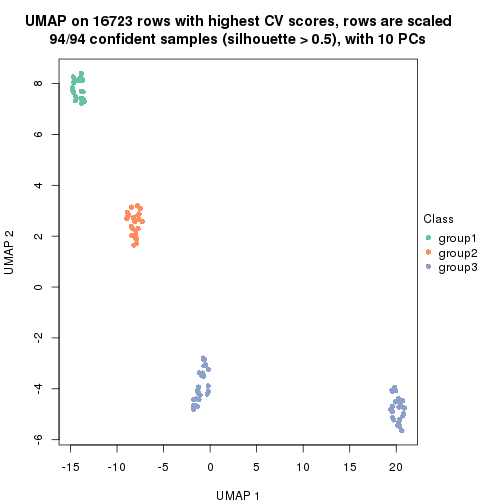 UMAP on 16723 rows with highest CV scores, rows are scaled
94/94 confident samples (silhouette > 0.5), with 10 PCs
8
6
4
2
0
-2
-4
-6
UMAP 2
-15 -10 -5 0 5 10 15 20
UMAP 1
Class
group1
group2
group3